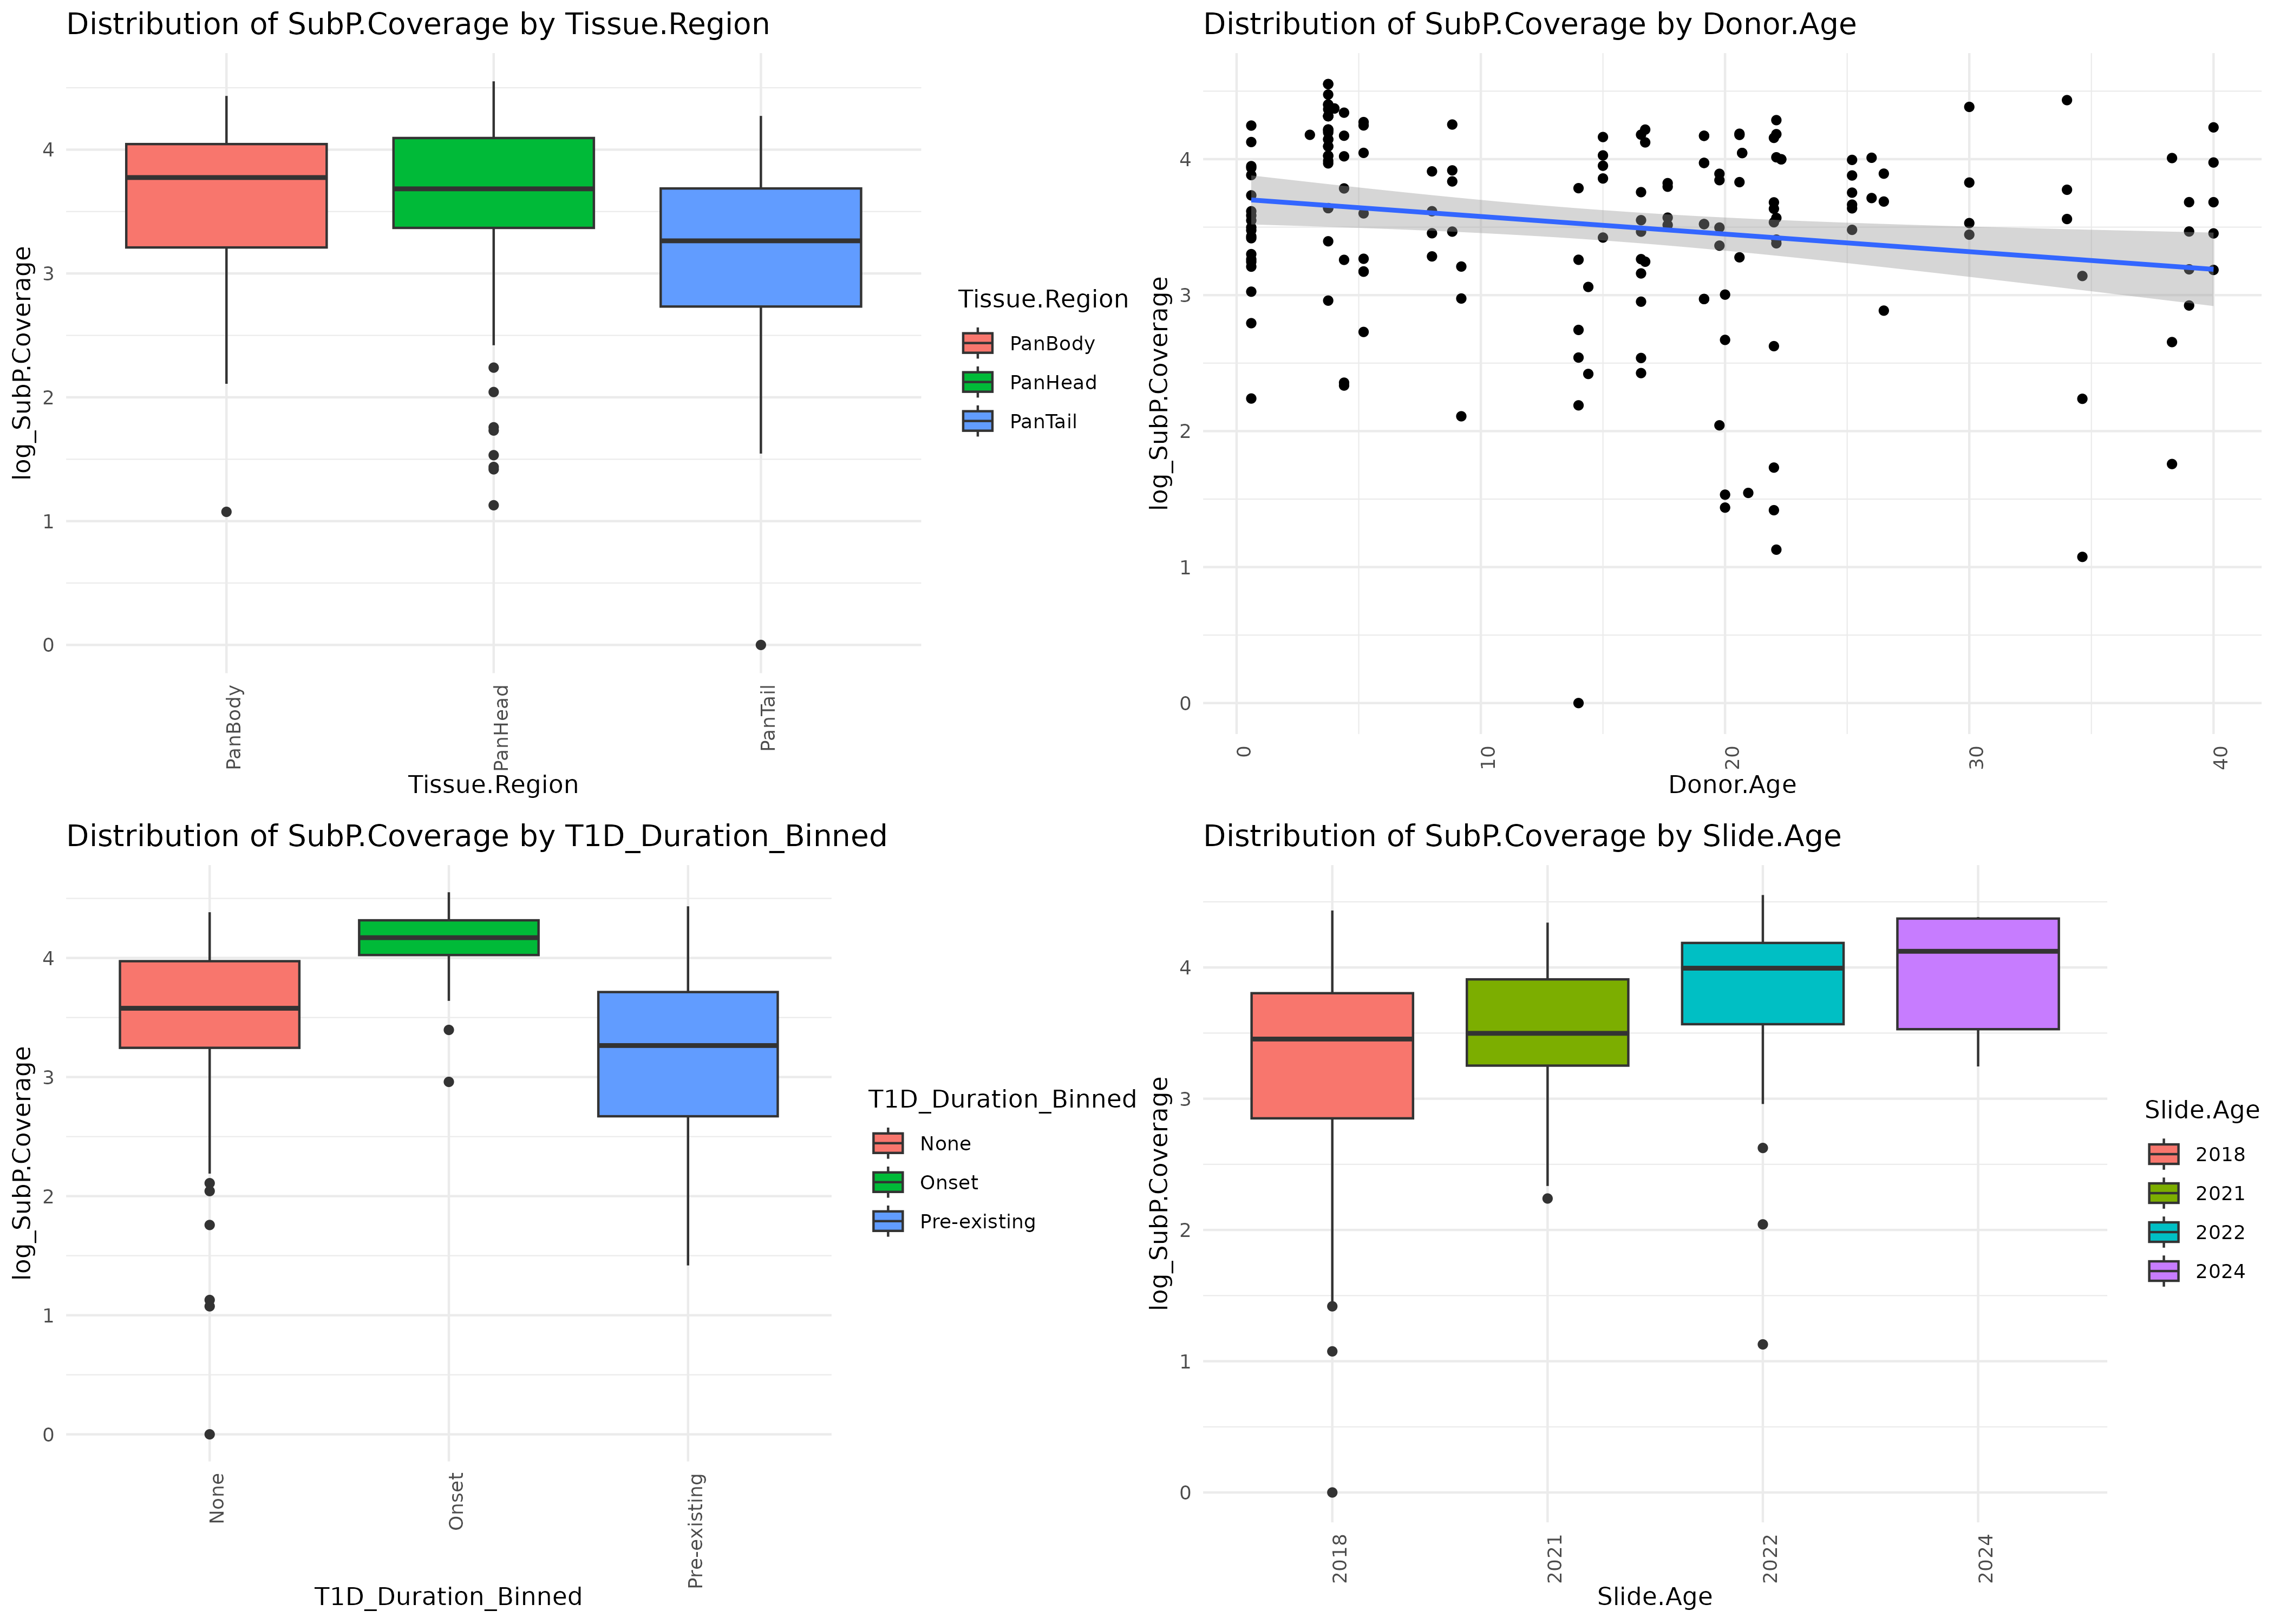 Distribution of SubP.Coverage by Tissue.Region
log_SubP.Coverage
4
3
2
1
0
PanBody
PanHead
PanTail
Tissue.Region
Tissue.Region
PanBody
PanHead
PanTail
Distribution of SubP.Coverage by Donor.Age
log_SubP.Coverage
4
3
2
1
0
0
10
20
30
40
Donor.Age
Distribution of SubP.Coverage by T1D_Duration_Binned
log_SubP.Coverage
4
3
2
1
0
None
Onset
Pre-existing
T1D_Duration_Binned
T1D_Duration_Binned
None
Onset
Pre-existing
Distribution of SubP.Coverage by Slide.Age
log_SubP.Coverage
4
3
2
1
0
2018
2021
2022
2024
Slide.Age
Slide.Age
2018
2021
2022
2024